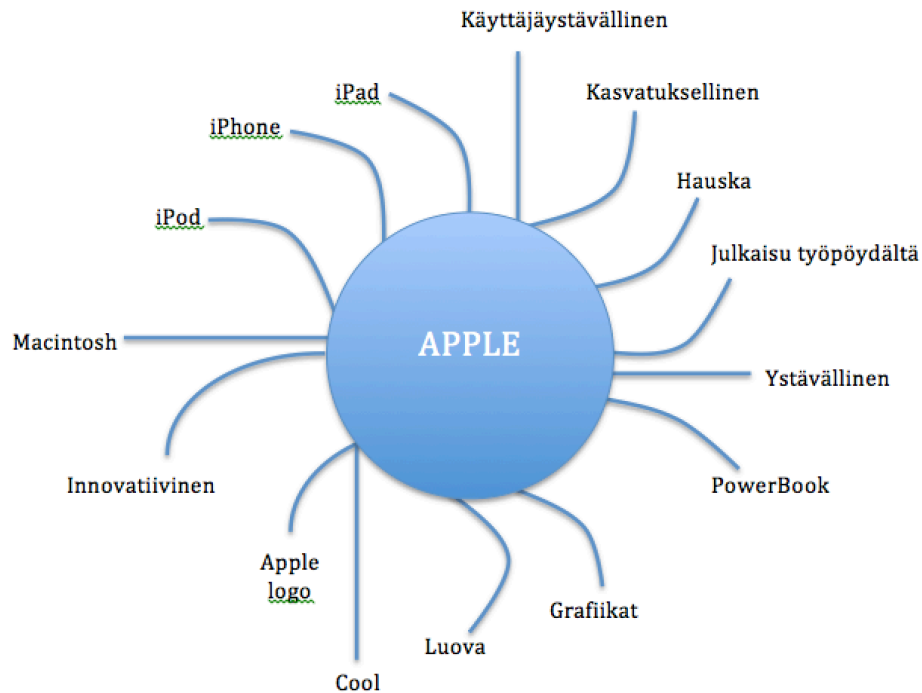 Käyttäjäystävällinen
iPad
Kasvatuksellinen
iPhone
Hauska
iPod
Julkaisu työpöydältä
Macintosh
APPLE
Ystävällinen
Innovatiivinen
PowerBook
Apple
logo
Grafiikat
Luova
Cool